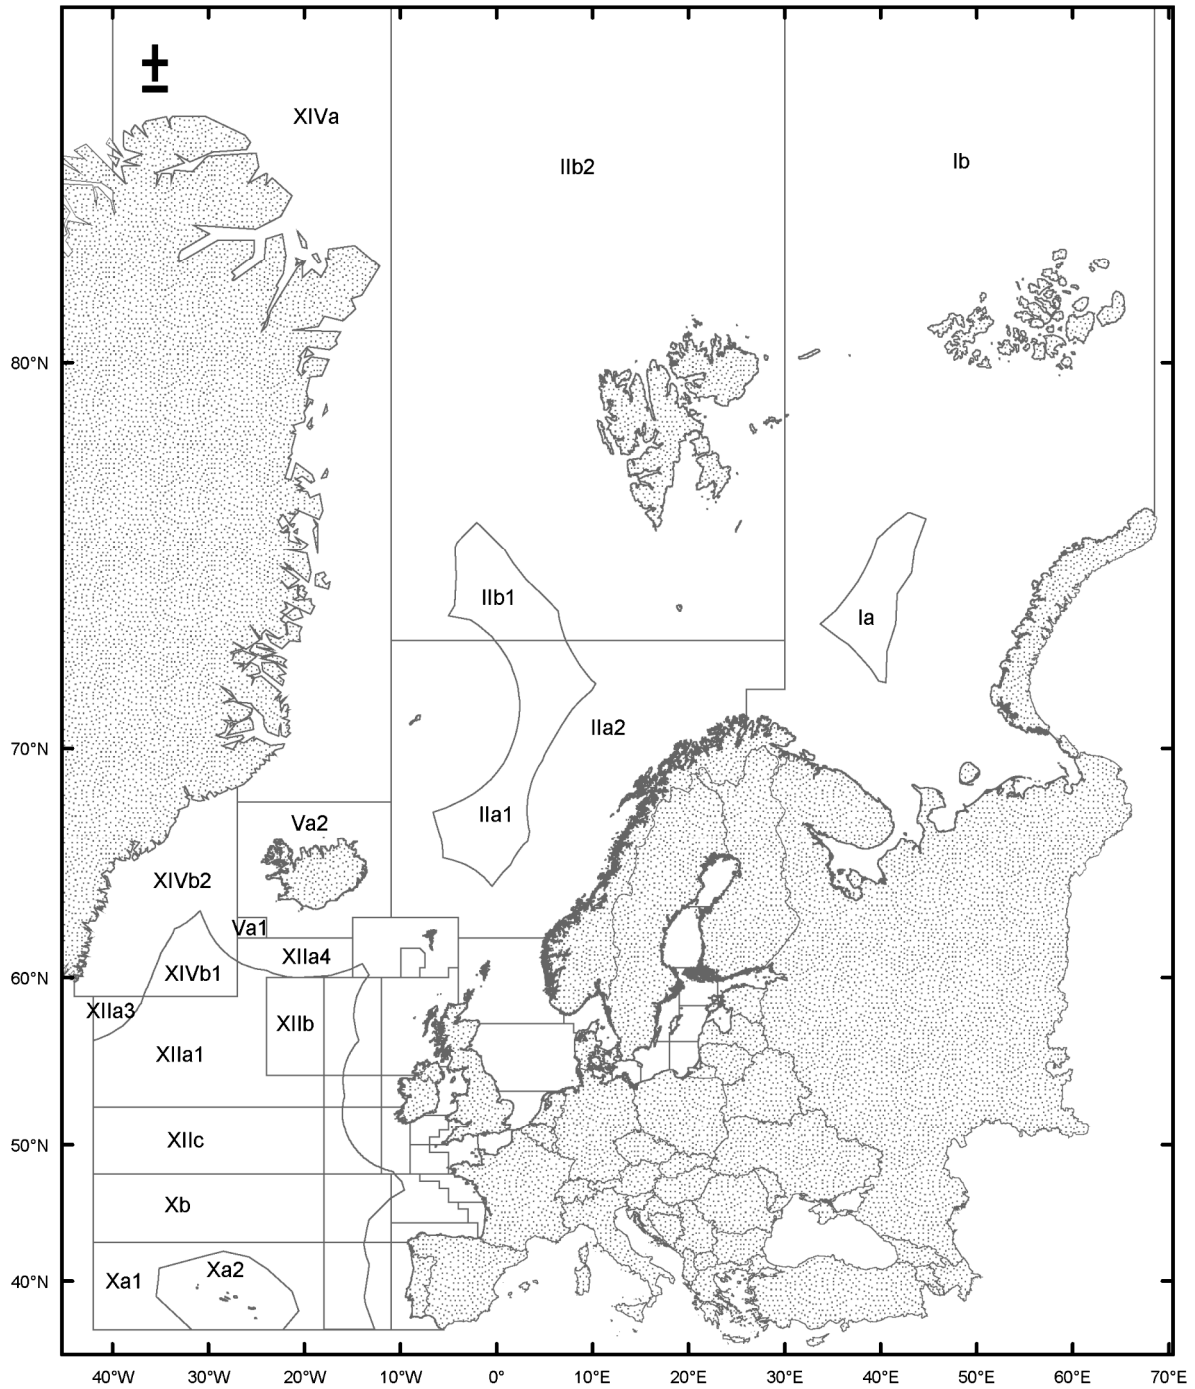 ±
XIVa
IIb2
Ib
80°N
IIb1
Ia
70°N
IIa2
IIa1
Va2
XIVb2
Va1
XIIa4
60°N
XIVb1
XIIa3
XIIb
XIIa1
50°N
XIIc
Xb
40°N
Xa1
Xa2
40°W
30°W
20°W
10°W
0°
10°E
20°E
30°E
40°E
50°E
60°E
70°E